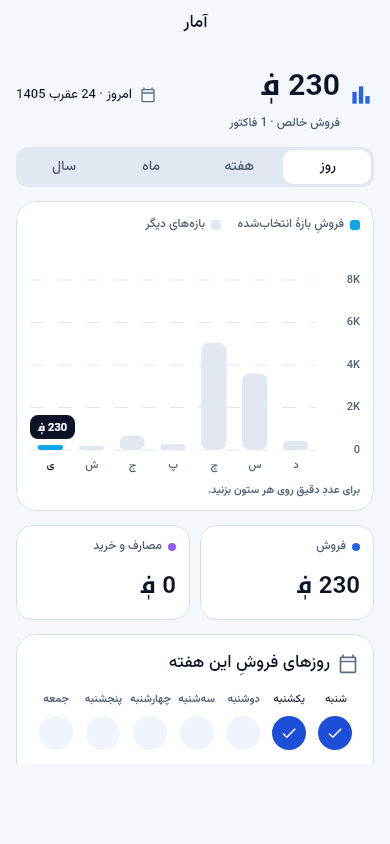 آمار
230 ؋
امروز · 24 عقرب 1405
فروش خالص · 1 فاکتور
روز
هفته
ماه
سال
فروشِ بازهٔ انتخاب‌شده
بازه‌های دیگر
8K
6K
4K
2K
0
230 ؋
د
س
چ
پ
ج
ش
ی
برای عددِ دقیق روی هر ستون بزنید.
فروش
230 ؋
مصارف و خرید
0 ؋
روزهای فروشِ این هفته
شنبه
یکشنبه
دوشنبه
سه‌شنبه
چهارشنبه
پنجشنبه
جمعه